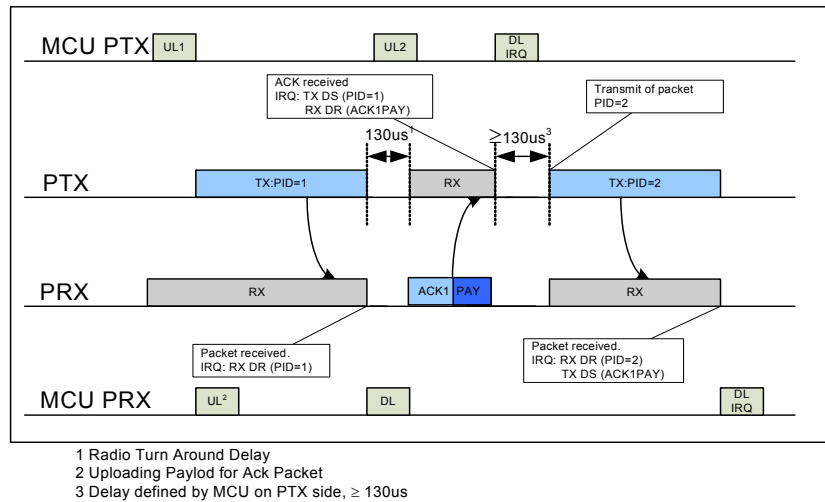 MCU PTX
UL1
UL2
DL
IRQ
ACK received
IRQ: TX DS (PID=1)
RX DR (ACK1PAY)
Transmit of packet
PID=2
130us1
≥130us3
PTX
TX:PID=1
RX
TX:PID=2
PRX
RX
ACK1
PAY
RX
Packet received.
IRQ: RX DR (PID=1)
Packet received.
IRQ: RX DR (PID=2)
TX DS (ACK1PAY)
MCU PRX
UL2
DL
DL
IRQ
1 Radio Turn Around Delay
2 Uploading Paylod for Ack Packet
3 Delay defined by MCU on PTX side, ≥ 130us